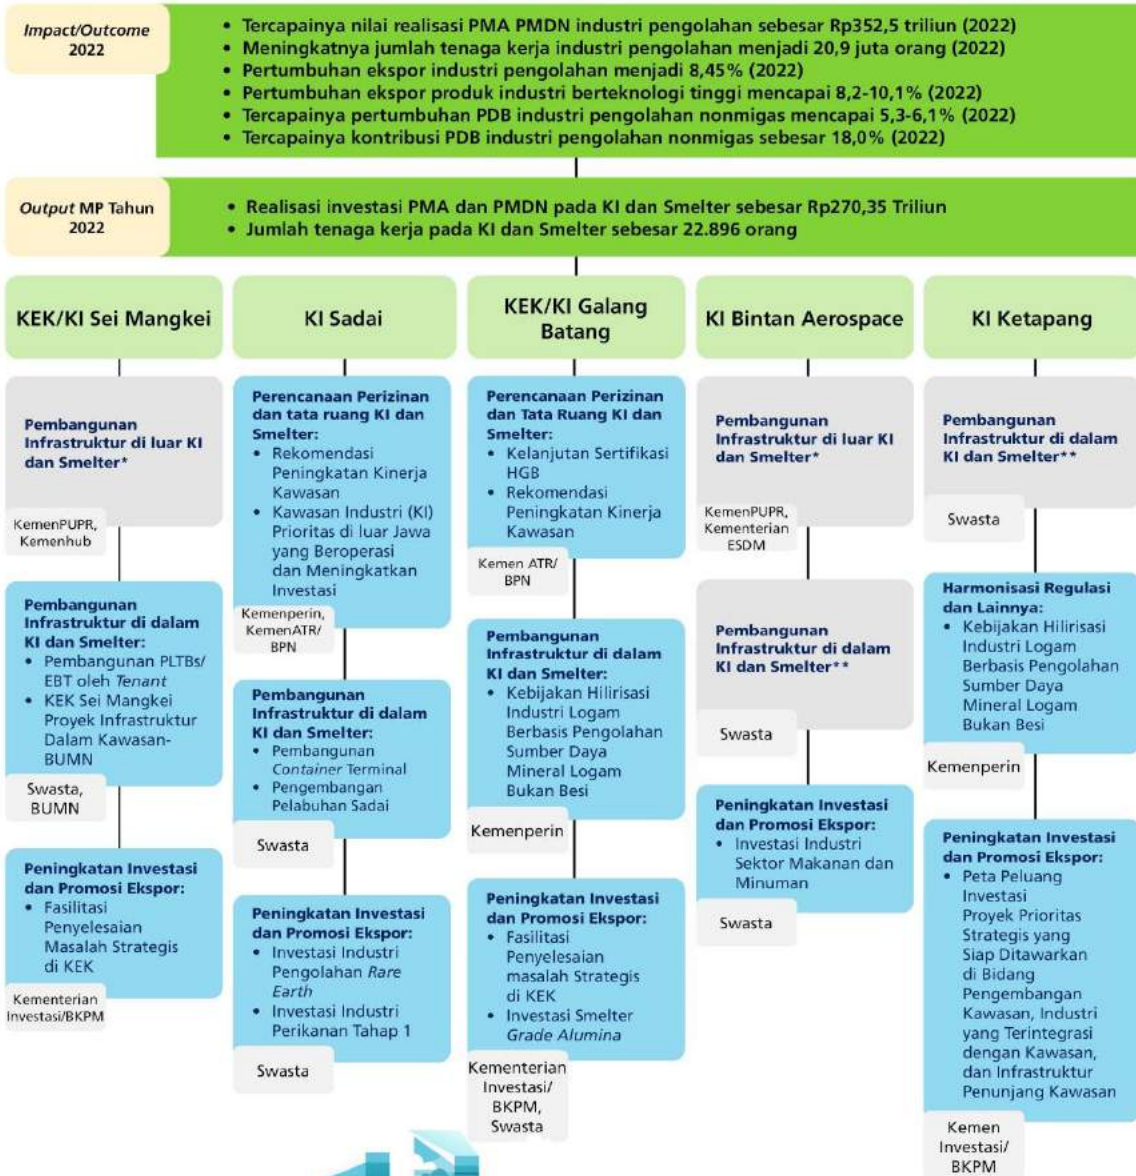 Impact/Outcome
2022
• Tercapainya nilai realisasi PMA PMDN industri pengolahan sebesar Rp352,5 triliun (2022)
• Meningkatnya jumlah tenaga kerja industri pengolahan menjadi 20,9 juta orang (2022)
• Pertumbuhan ekspor industri pengolahan menjadi 8,45% (2022)
• Pertumbuhan ekspor produk industri berteknologi tinggi mencapai 8,2-10,1% (2022)
• Tercapainya pertumbuhan PDB industri pengolahan nonmigas mencapai 5,3-6,1% (2022)
• Tercapainya kontribusi PDB industri pengolahan nonmigas sebesar 18,0% (2022)
Output MP Tahun
2022
• Realisasi investasi PMA dan PMDN pada KI dan Smelter sebesar Rp270,35 Triliun
• Jumlah tenaga kerja pada KI dan Smelter sebesar 22.896 orang
KEK/KI Sei Mangkei
Pembangunan
Infrastruktur di luar KI
dan Smelter*
KemenPUPR,
Kemenhub
Pembangunan
Infrastruktur di dalam
KI dan Smelter:
• Pembangunan PLTBs/
EBT oleh Tenant
• KEK Sei Mangkei
Proyek Infrastruktur
Dalam Kawasan-
BUMN
Swasta,
BUMN
Peningkatan Investasi
dan Promosi Ekspor:
• Fasilitasi
Penyelesaian
Masalah Strategis
di KEK
Kementerian
Investasi/BKPM
KI Sadai
Perencanaan Perizinan
dan tata ruang KI dan
Smelter:
• Rekomendasi
Peningkatan Kinerja
Kawasan
• Kawasan Industri (KI)
Prioritas di luar Jawa
yang Beroperasi
dan Meningkatkan
Investasi
Kemenperin,
KemenATR/
BPN
Pembangunan
Infrastruktur di dalam
KI dan Smelter:
• Pembangunan
Container Terminal
• Pengembangan
Pelabuhan Sadai
Swasta
Peningkatan Investasi
dan Promosi Ekspor:
• Investasi Industri
Pengolahan Rare
Earth
• Investasi Industri
Perikanan Tahap 1
Swasta
KEK/KI Galang
Batang
Perencanaan Perizinan
dan Tata Ruang KI dan
Smelter:
• Kelanjutan Sertifikasi
HGB
• Rekomendasi
Peningkatan Kinerja
Kawasan
Kemen ATR/
BPN
Pembangunan
Infrastruktur di dalam
KI dan Smelter:
• Kebijakan Hilirisasi
Industri Logam
Berbasis Pengolahan
Sumber Daya
Mineral Logam
Bukan Besi
Kemenperin
Peningkatan Investasi
dan Promosi Ekspor:
• Fasilitasi
Penyelesaian
masalah Strategis
di KEK
• Investasi Smelter
Grade Alumina
Kementerian
Investasi/
BKPM,
Swasta
KI Bintan Aerospace
Pembangunan
Infrastruktur di luar KI
dan Smelter*
KemenPUPR,
Kementerian
ESDM
Pembangunan
Infrastruktur di dalam
KI dan Smelter**
Swasta
Peningkatan Investasi
dan Promosi Ekspor:
• Investasi Industri
Sektor Makanan dan
Minuman
Swasta
KI Ketapang
Pembangunan
Infrastruktur di dalam
KI dan Smelter**
Swasta
Harmonisasi Regulasi
dan Lainnya:
• Kebijakan Hilirisasi
Industri Logam
Berbasis Pengolahan
Sumber Daya
Mineral Logam
Bukan Besi
Kemenperin
Peningkatan Investasi
dan Promosi Ekspor:
• Peta Peluang
Investasi
Proyek Prioritas
Strategis yang
Siap Ditawarkan
di Bidang
Pengembangan
Kawasan, Industri
yang Terintegrasi
dengan Kawasan,
dan Infrastruktur
Penunjang Kawasan
Kemen
Investasi/
BKPM